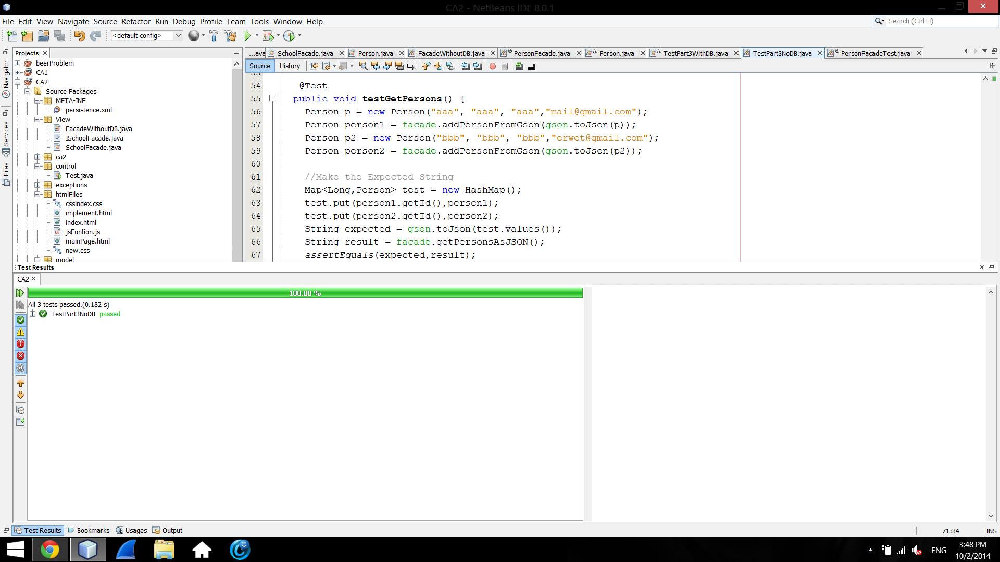 CA2 - NetBeans IDE 8.0.1
File Edit View Navigate Source Refactor Run Debug Profile Team Tools Window Help
Search (Ctrl+I)
<default config>
Projects
Navigator
Services
Files
beerProblem
CA1
CA2
Source Packages
META-INF
persistence.xml
View
FacadeWithoutDB.java
ISchoolFacade.java
SchoolFacade.java
ca2
control
Test.java
exceptions
htmlFiles
cssindex.css
implement.html
index.html
jsFuntion.js
mainPage.html
new.css
model
...ava SchoolFacade.java Person.java FacadeWithoutDB.java PersonFacade.java Person.java TestPart3WithDB.java TestPart3NoDB.java PersonFacadeTest.java
Source History
53
54 @Test
55 public void testGetPersons() {
56 Person p = new Person("aaa", "aaa", "aaa","mail@gmail.com");
57 Person person1 = facade.addPersonFromGson(gson.toJson(p));
58 Person p2 = new Person("bbb", "bbb", "bbb","erwet@gmail.com");
59 Person person2 = facade.addPersonFromGson(gson.toJson(p2));
60
61 //Make the Expected String
62 Map<Long,Person> test = new HashMap();
63 test.put(person1.getId(),person1);
64 test.put(person2.getId(),person2);
65 String expected = gson.toJson(test.values());
66 String result = facade.getPersonsAsJSON();
67 assertEquals(expected,result);
Test Results
CA2
100.00 %
All 3 tests passed.(0.182 s)
TestPart3NoDB passed
Test Results Bookmarks Usages Output
71:34 INS
ENG
3:48 PM
10/2/2014